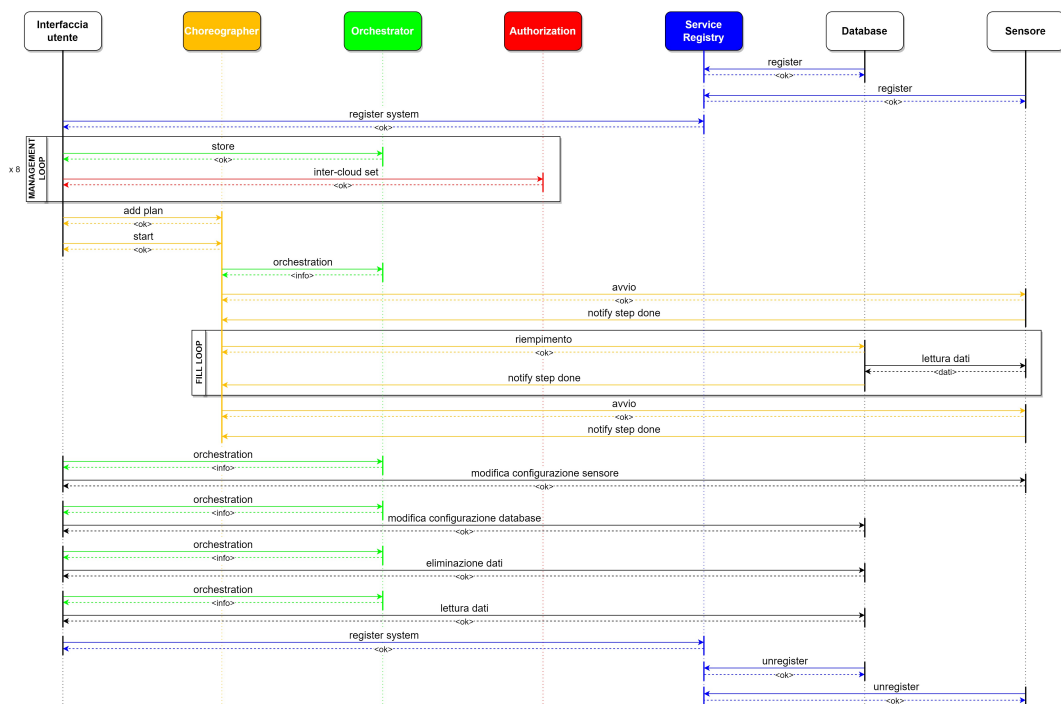 Interfaccia
utente
Choreographer
Orchestrator
Authorization
Service
Registry
Database
Sensore
register
<ok>
register
<ok>
register system
<ok>
x 8
MANAGEMENT
LOOP
store
<ok>
inter-cloud set
<ok>
add plan
<ok>
start
<ok>
orchestration
<info>
avvio
<ok>
notify step done
FILL LOOP
riempimento
<ok>
lettura dati
<dati>
notify step done
avvio
<ok>
notify step done
orchestration
<info>
modifica configurazione sensore
<ok>
orchestration
<info>
modifica configurazione database
<ok>
orchestration
<info>
eliminazione dati
<ok>
orchestration
<info>
lettura dati
<ok>
register system
<ok>
unregister
<ok>
unregister
<ok>